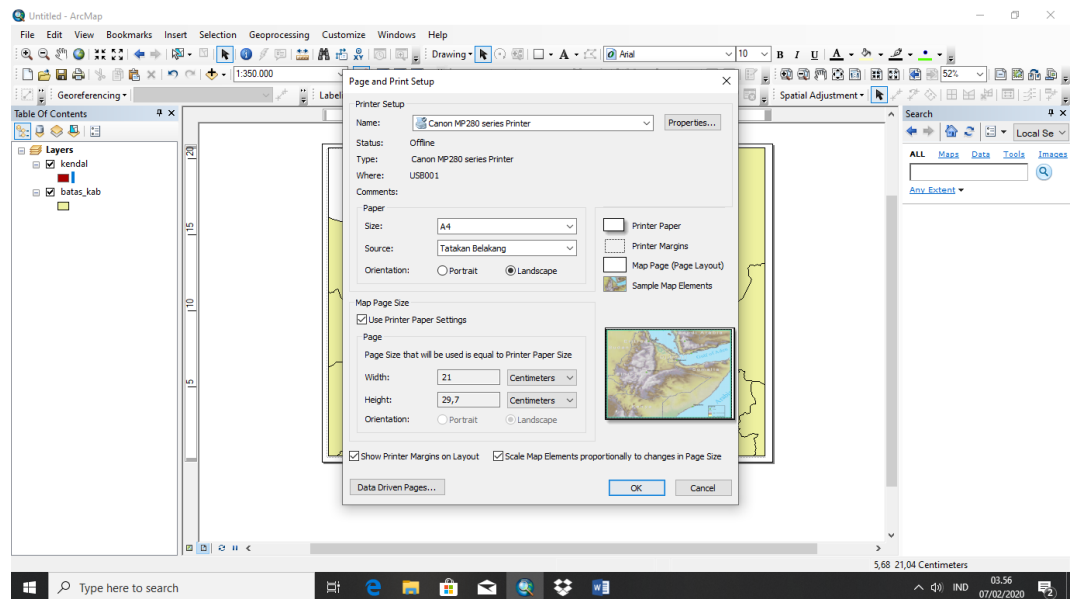 Untitled - ArcMap
File Edit View Bookmarks Insert Selection Geoprocessing Customize Windows Help
Drawing A Arial 10 B I U A
1:350.000 52%
Georeferencing Label Spatial Adjustment
Table Of Contents
Layers
kendal
batas_kab
20
15
10
5
Page and Print Setup
Printer Setup
Name: Canon MP280 series Printer Properties...
Status: Offline
Type: Canon MP280 series Printer
Where: USB001
Comments:
Paper
Size: A4
Source: Tatakan Belakang
Orientation: Portrait Landscape
Printer Paper
Printer Margins
Map Page (Page Layout)
Sample Map Elements
Map Page Size
Use Printer Paper Settings
Page
Page Size that will be used is equal to Printer Paper Size
Width: 21 Centimeters
Height: 29,7 Centimeters
Orientation: Portrait Landscape
Show Printer Margins on Layout Scale Map Elements proportionally to changes in Page Size
Data Driven Pages... OK Cancel
Search
Local Se
ALL Maps Data Tools Images
Any Extent
5,68 21,04 Centimeters
Type here to search
IND 03.56
07/02/2020
2